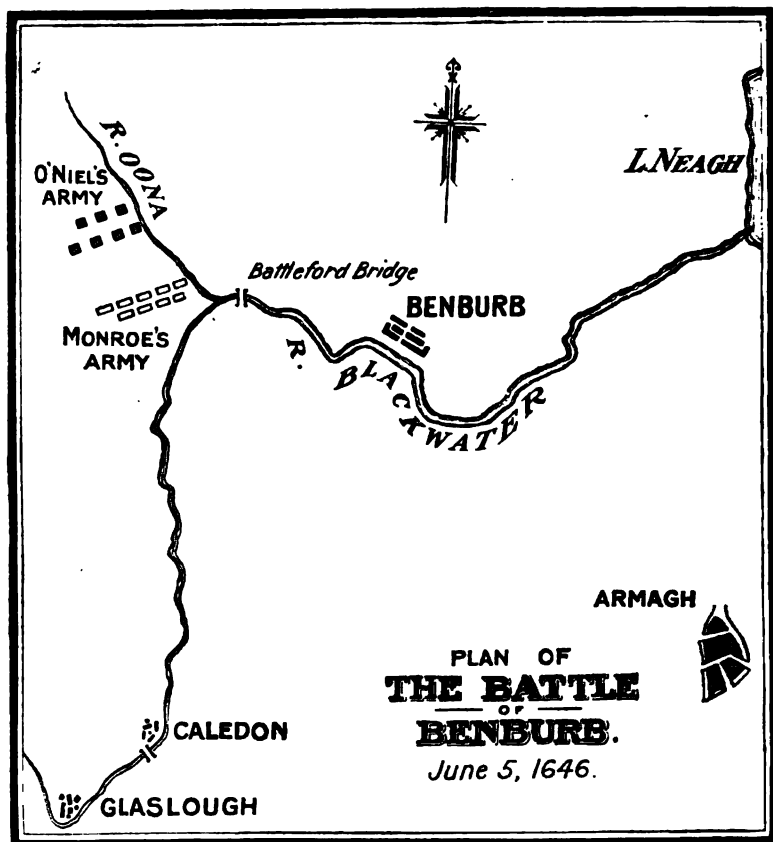 R. OONA
O'NIEL'S
ARMY
L NEAGH
Battleford Bridge
BENBURB
MONROE'S
ARMY
R. BLACKWATER
ARMAGH
PLAN OF
THE BATTLE
OF
BENBURB.
June 5, 1646.
CALEDON
GLASLOUGH